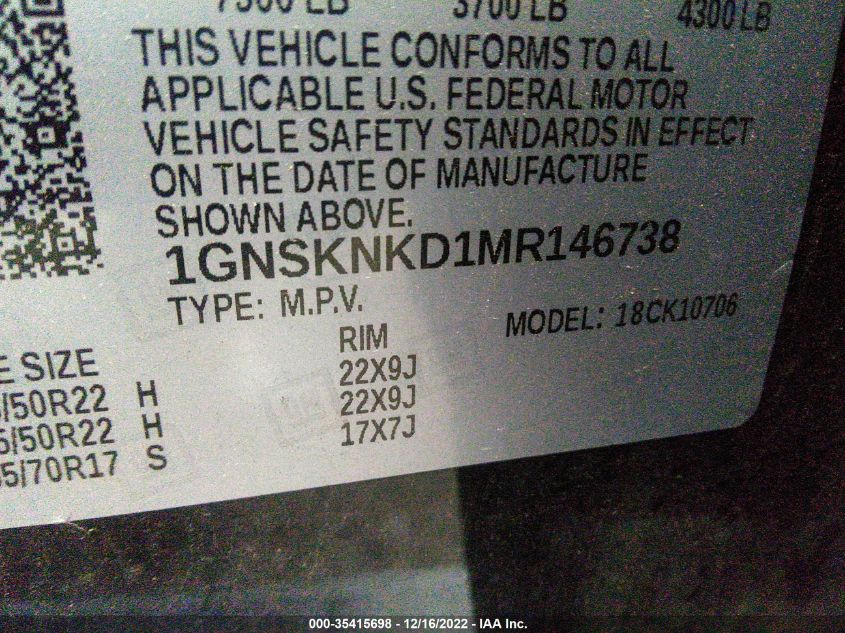 7500 LB 3700 LB 4300 LB
THIS VEHICLE CONFORMS TO ALL
APPLICABLE U.S. FEDERAL MOTOR
VEHICLE SAFETY STANDARDS IN EFFECT
ON THE DATE OF MANUFACTURE
SHOWN ABOVE.
1GNSKNKD1MR146738
TYPE: M.P.V. MODEL: 18CK10706
E SIZE RIM
/50R22 H 22X9J
5/50R22 H 22X9J
5/70R17 S 17X7J
000-35415698 - 12/16/2022 - IAA Inc.